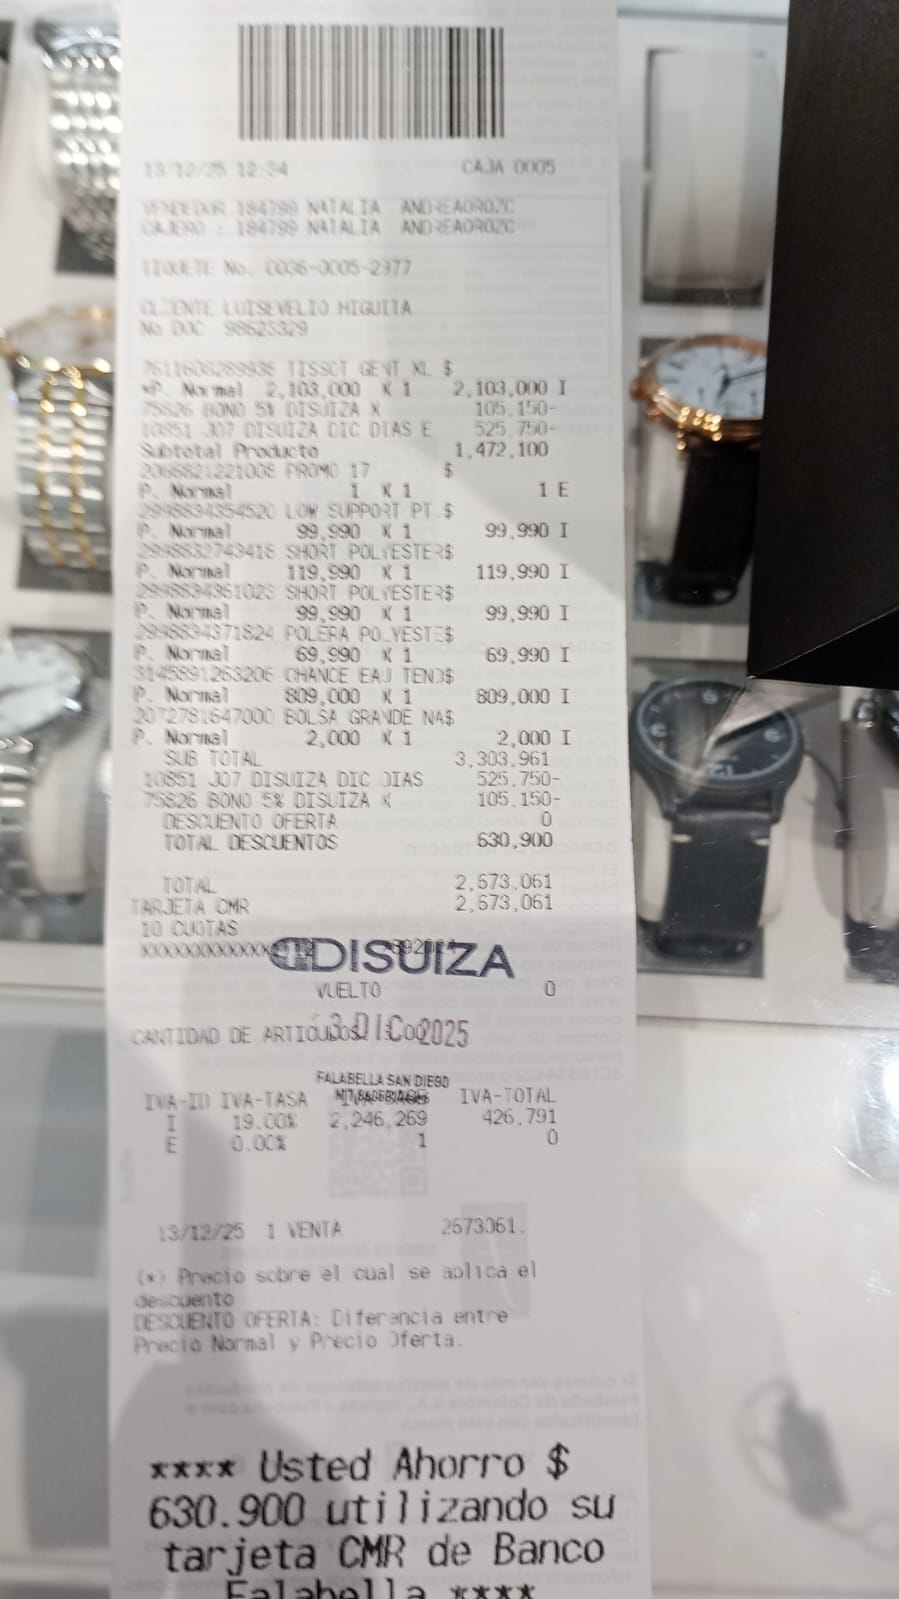 13/12/25 12:34 CAJA 0005
VENDEDOR 184799 NATALIA ANDREAOROZC
CAJERO : 184799 NATALIA ANDREAOROZC
TIQUETE No. 0036-0005-2977
CLIENTE LUISEVELIO HIGUITA
No DOC 98623329
7611608289938 TISSOT GENT XL $
*P. Normal 2,103,000 X 1 2,103,000 I
75826 BONO 5% DISUIZA X 105,150-
10851 J07 DISUIZA DIC DIAS E 525,750-
Subtotal Producto 1,472,100
2066821221008 PROMO 17 $
P. Normal 1 X 1 1 E
2998834354520 LOW SUPPORT PT $
P. Normal 99,990 X 1 99,990 I
2998832743418 SHORT POLYESTER$
P. Normal 119,990 X 1 119,990 I
2998834361023 SHORT POLYESTER$
P. Normal 99,990 X 1 99,990 I
2998834371824 POLERA POLYESTE$
P. Normal 69,990 X 1 69,990 I
3145891263206 CHANCE EAU TEND$
P. Normal 809,000 X 1 809,000 I
2072781647000 BOLSA GRANDE NA$
P. Normal 2,000 X 1 2,000 I
SUB TOTAL 3,303,961
10851 J07 DISUIZA DIC DIAS 525,750-
75826 BONO 5% DISUIZA X 105,150-
DESCUENTO OFERTA 0
TOTAL DESCUENTOS 630,900
TOTAL 2,673,061
TARJETA CMR 2,673,061
10 CUOTAS
XXXXXXXXXXXX
DISUIZA
VUELTO 0
CANTIDAD DE ARTICULOS
3 DIC 2025
FALABELLA SAN DIEGO
IVA-ID IVA-TASA IVA-TOTAL
I 19.00% 2,246,269 426,791
E 0.00% 1 0
13/12/25 1 VENTA 2673061.
(*) Precio sobre el cual se aplica el
descuento
DESCUENTO OFERTA: Diferencia entre
Precio Normal y Precio Oferta.
**** Usted Ahorro $
630.900 utilizando su
tarjeta CMR de Banco
Falabella ****